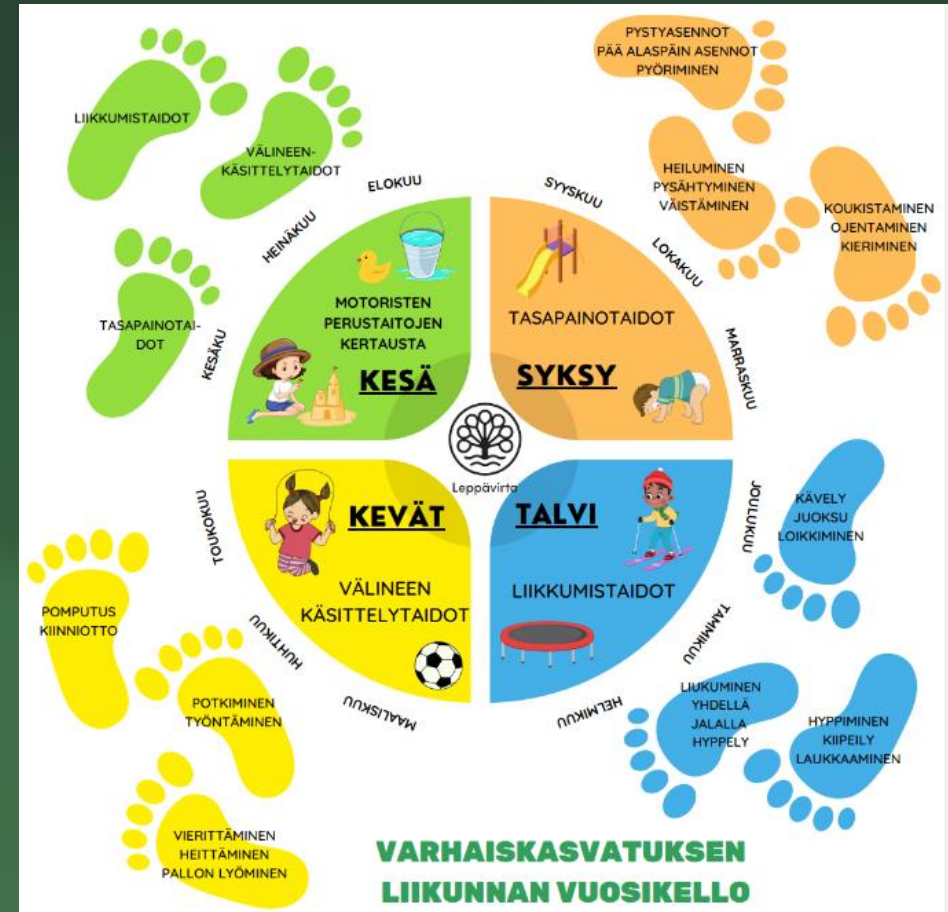 LIIKKUMISTAIDOT
VÄLINEEN-
KÄSITTELYTAIDOT
TASAPAINOTAI-
DOT
KESÄKU
HEINÄKUU
ELOKUU
MOTORISTEN
PERUSTAITOJEN
KERTAUSTA
KESÄ
PYSTYASENNOT
PÄÄ ALASPÄIN ASENNOT
PYÖRIMINEN
HEILUMINEN
PYSÄHTYMINEN
VÄISTÄMINEN
KOUKISTAMINEN
OJENTAMINEN
KIERIMINEN
SYYSKUU
LOKAKUU
MARRASKUU
TASAPAINOTAIDOT
SYKSY
Leppävirta
KEVÄT
VÄLINEEN
KÄSITTELYTAIDOT
TOUKOKUU
HUHTIKUU
MAALISKUU
POMPUTUS
KIINNIOTTO
POTKIMINEN
TYÖNTÄMINEN
VIERITTÄMINEN
HEITTÄMINEN
PALLON LYÖMINEN
TALVI
LIIKKUMISTAIDOT
JOULUKUU
TAMMIKUU
HELMIKUU
KÄVELY
JUOKSU
LOIKKIMINEN
LIUKUMINEN
YHDELLÄ
JALALLA
HYPPELY
HYPPIMINEN
KIIPEILY
LAUKKAAMINEN
VARHAISKASVATUKSEN
LIIKUNNAN VUOSIKELLO